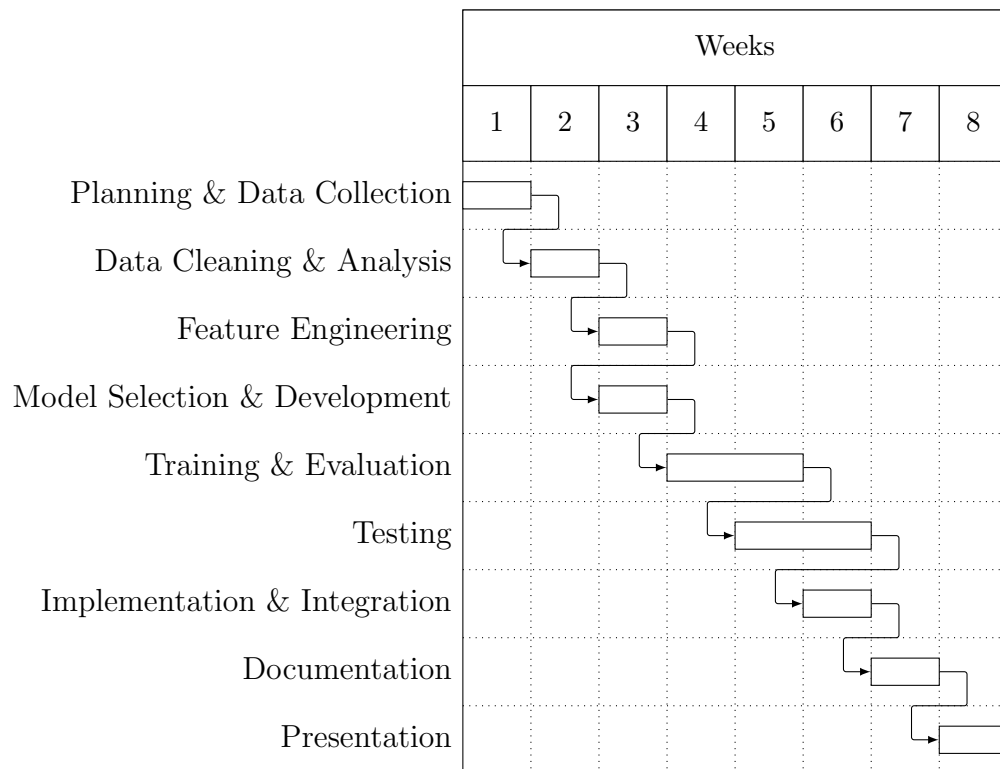 Weeks
1 2 3 4 5 6 7 8
Planning & Data Collection
Data Cleaning & Analysis
Feature Engineering
Model Selection & Development
Training & Evaluation
Testing
Implementation & Integration
Documentation
Presentation